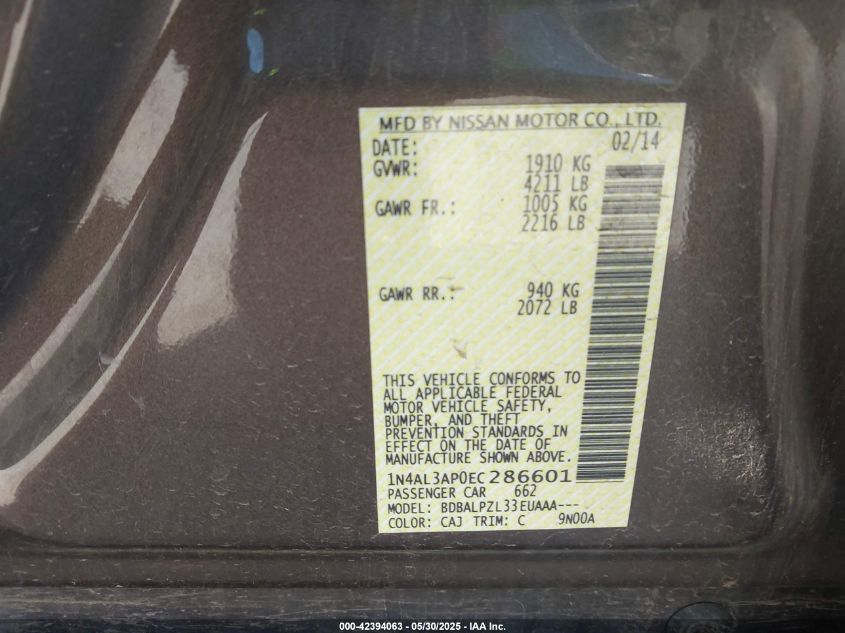 MFD BY NISSAN MOTOR CO., LTD.
DATE: 02/14
GVWR: 1910 KG
4211 LB
GAWR FR.: 1005 KG
2216 LB
GAWR RR.: 940 KG
2072 LB
THIS VEHICLE CONFORMS TO
ALL APPLICABLE FEDERAL
MOTOR VEHICLE SAFETY,
BUMPER, AND THEFT
PREVENTION STANDARDS IN
EFFECT ON THE DATE OF
MANUFACTURE SHOWN ABOVE.
1N4AL3AP0EC286601
PASSENGER CAR 662
MODEL: BDBALPZL33EUAAA---
COLOR: CAJ TRIM: C 9N00A
000-42394063 - 05/30/2025 - IAA Inc.